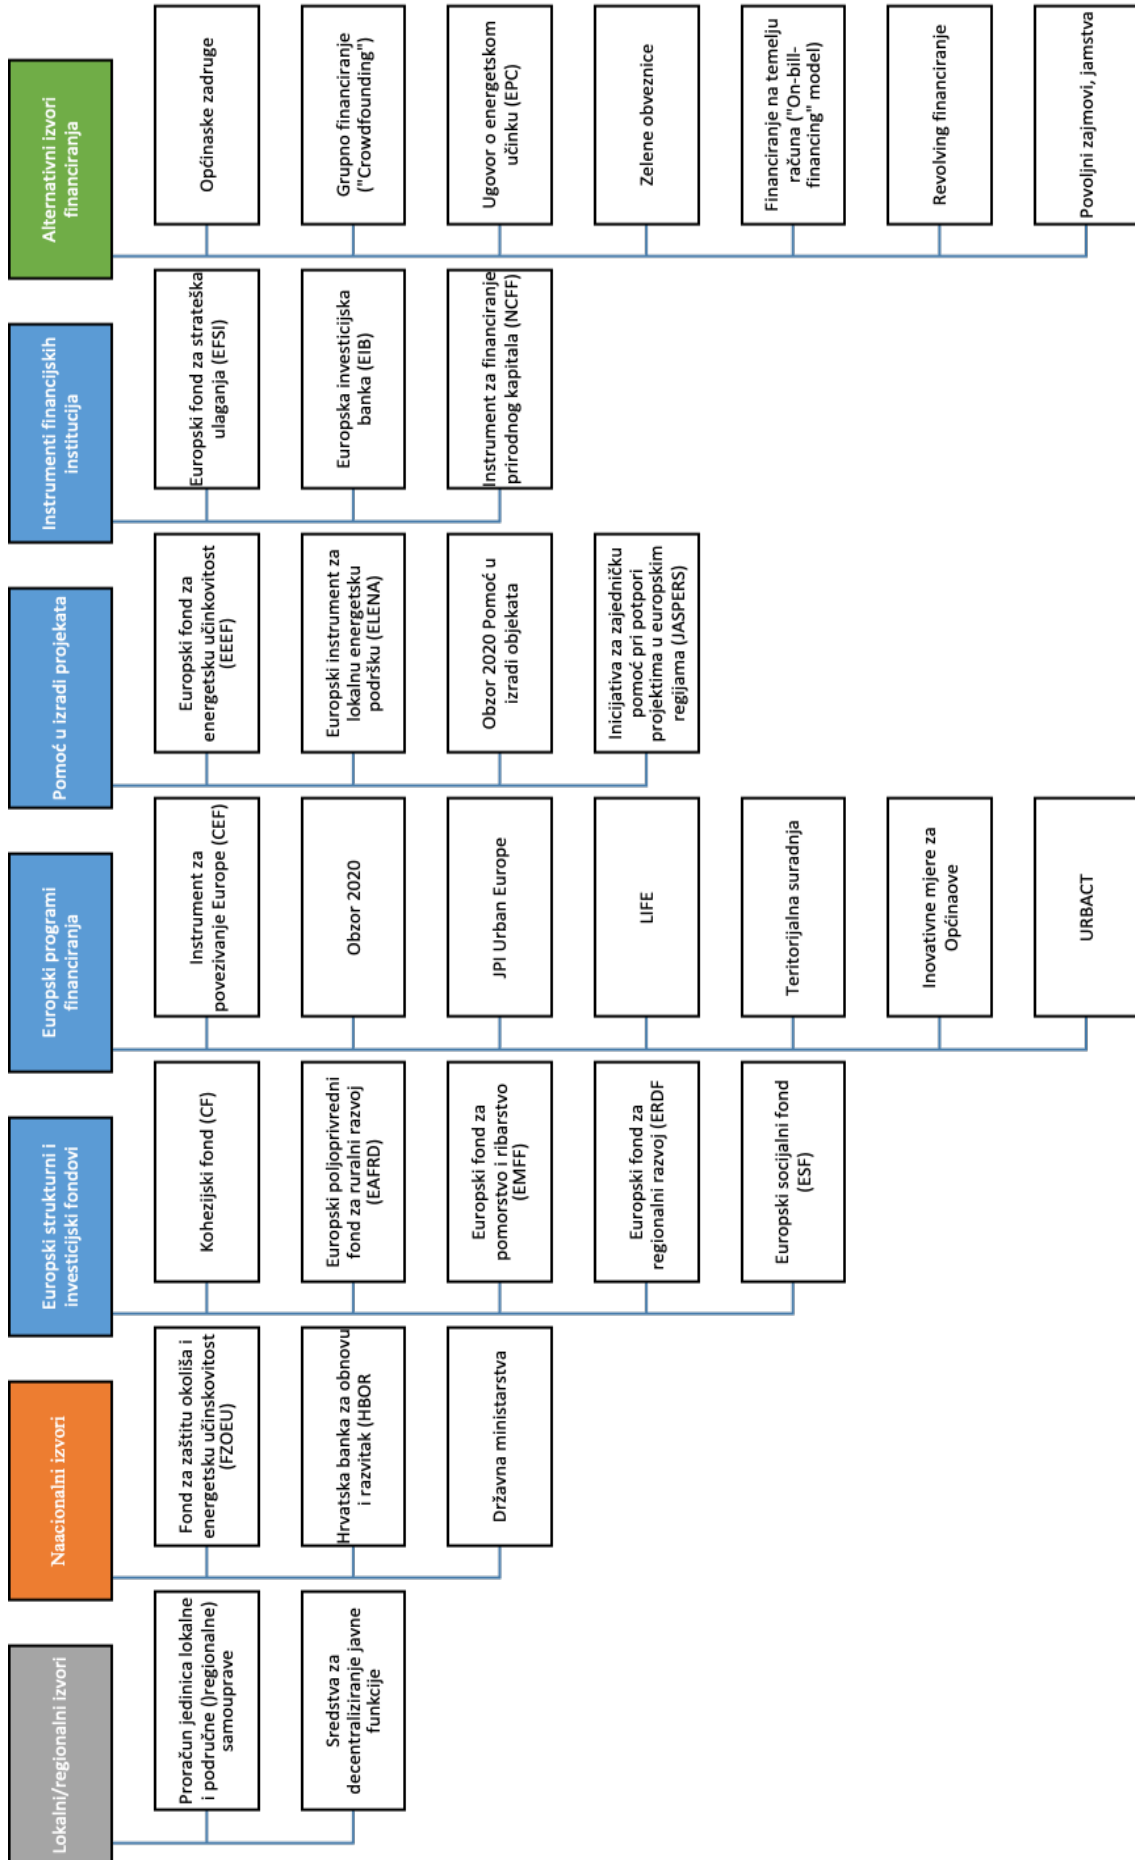 Lokalni/regionalni izvori
Proračun jedinica lokalne
i područne ()regionalne)
samouprave
Sredstva za
decentraliziranje javne
funkcije
Naacionalni izvori
Fond za zaštitu okoliša i
energetsku učinskovitost
(FZOEU)
Hrvatska banka za obnovu
i razvitak (HBOR
Državna ministarstva
Europski strukturni i
investicijski fondovi
Kohezijski fond (CF)
Europski poljoprivredni
fond za ruralni razvoj
(EAFRD)
Europski fond za
pomorstvo i ribarstvo
(EMFF)
Europski fond za
regionalni razvoj (ERDF
Europski socijalni fond
(ESF)
Europski programi
financiranja
Instrument za
povezivanje Europe (CEF)
Obzor 2020
JPI Urban Europe
LIFE
Teritorijalna suradnja
Inovativne mjere za
Općinaove
URBACT
Pomoć u izradi projekata
Europski fond za
energetsku učinkovitost
(EEEF)
Europski instrument za
lokalnu energetsku
podršku (ELENA)
Obzor 2020 Pomoć u
izradi objekata
Inicijativa za zajedničku
pomoć pri potpori
projektima u europskim
regijama (JASPERS)
Instrumenti financijskih
institucija
Europski fond za strateška
ulaganja (EFSI)
Europska investicijska
banka (EIB)
Instrument za financiranje
prirodnog kapitala (NCFF)
Alternativni izvori
financiranja
Općinaske zadruge
Grupno financiranje
("Crowdfounding")
Ugovor o energetskom
učinku (EPC)
Zelene obveznice
Financiranje na temelju
računa ("On-bill-
financing" model)
Revolving financiranje
Povoljni zajmovi, jamstva